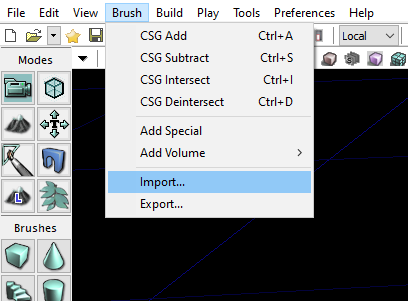 File Edit View Brush Build Play Tools Preferences Help
Local
Modes
CSG Add Ctrl+A
CSG Subtract Ctrl+S
CSG Intersect Ctrl+I
CSG Deintersect Ctrl+D
Add Special
Add Volume
Import...
Export...
L
Brushes